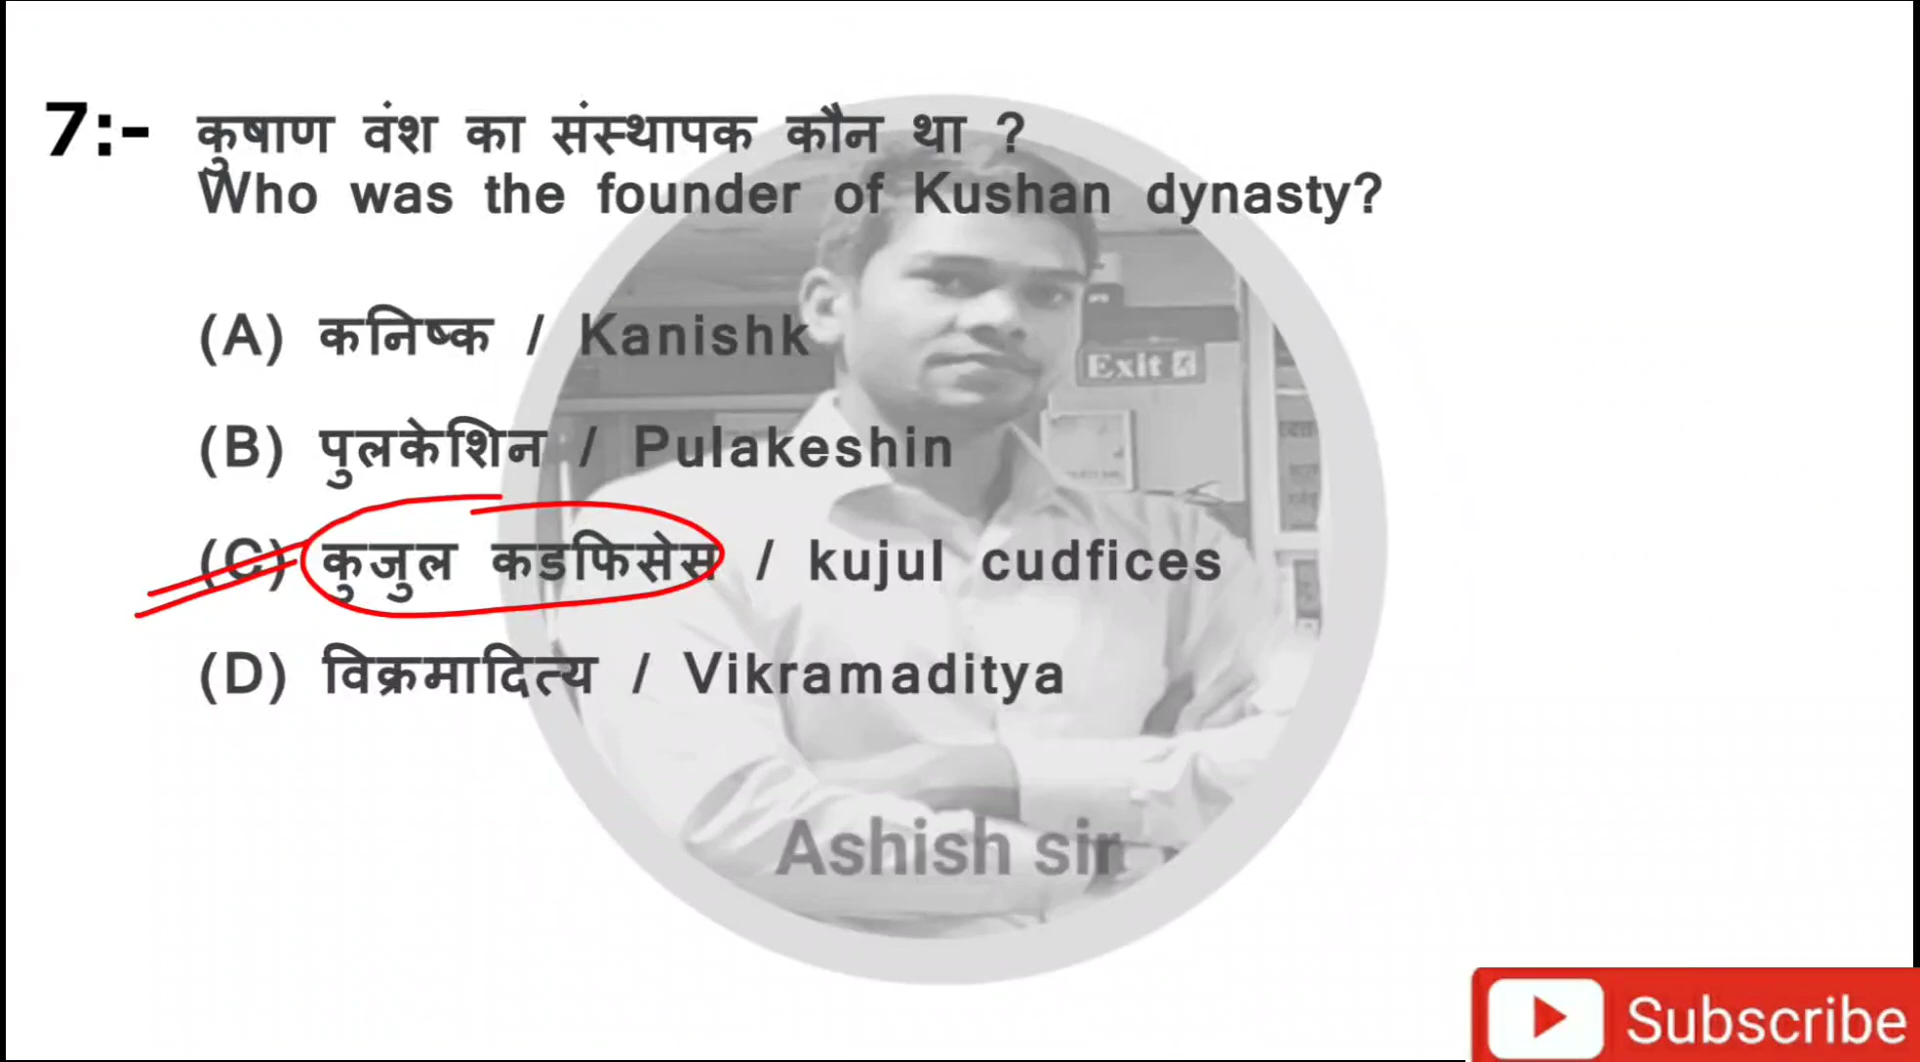 7:- कुषाण वंश का संस्थापक कौन था ?
Who was the founder of Kushan dynasty?
(A) कनिष्क / Kanishk
Exit
(B) पुलकेशिन / Pulakeshin
(C) कुजुल कडफिसेस / kujul cudfices
(D) विक्रमादित्य / Vikramaditya
Ashish sir
Subscribe